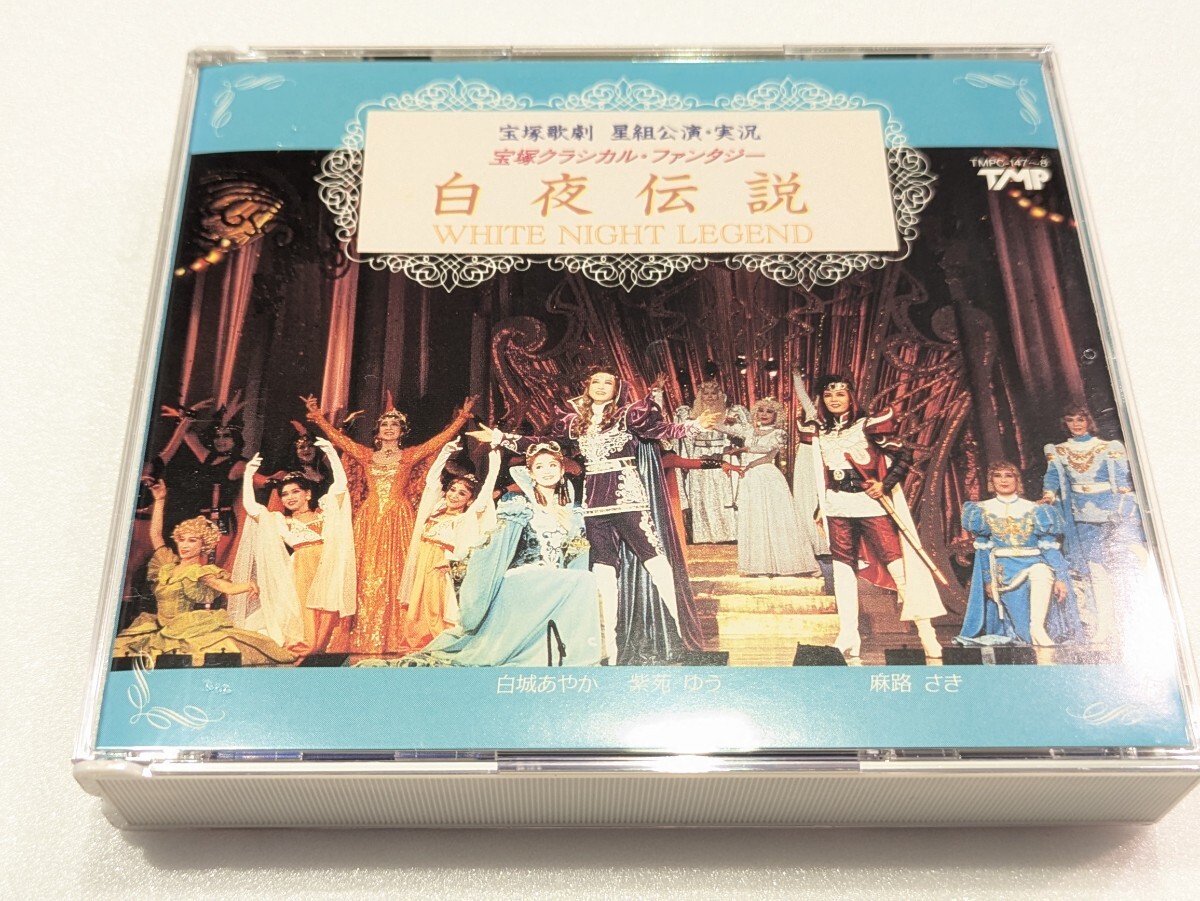 宝塚歌劇 星組公演・実況
宝塚クラシカル・ファンタジー
白夜伝説
WHITE NIGHT LEGEND
TMPC-147~8
TMP
白城あやか 紫苑 ゆう 麻路 さき